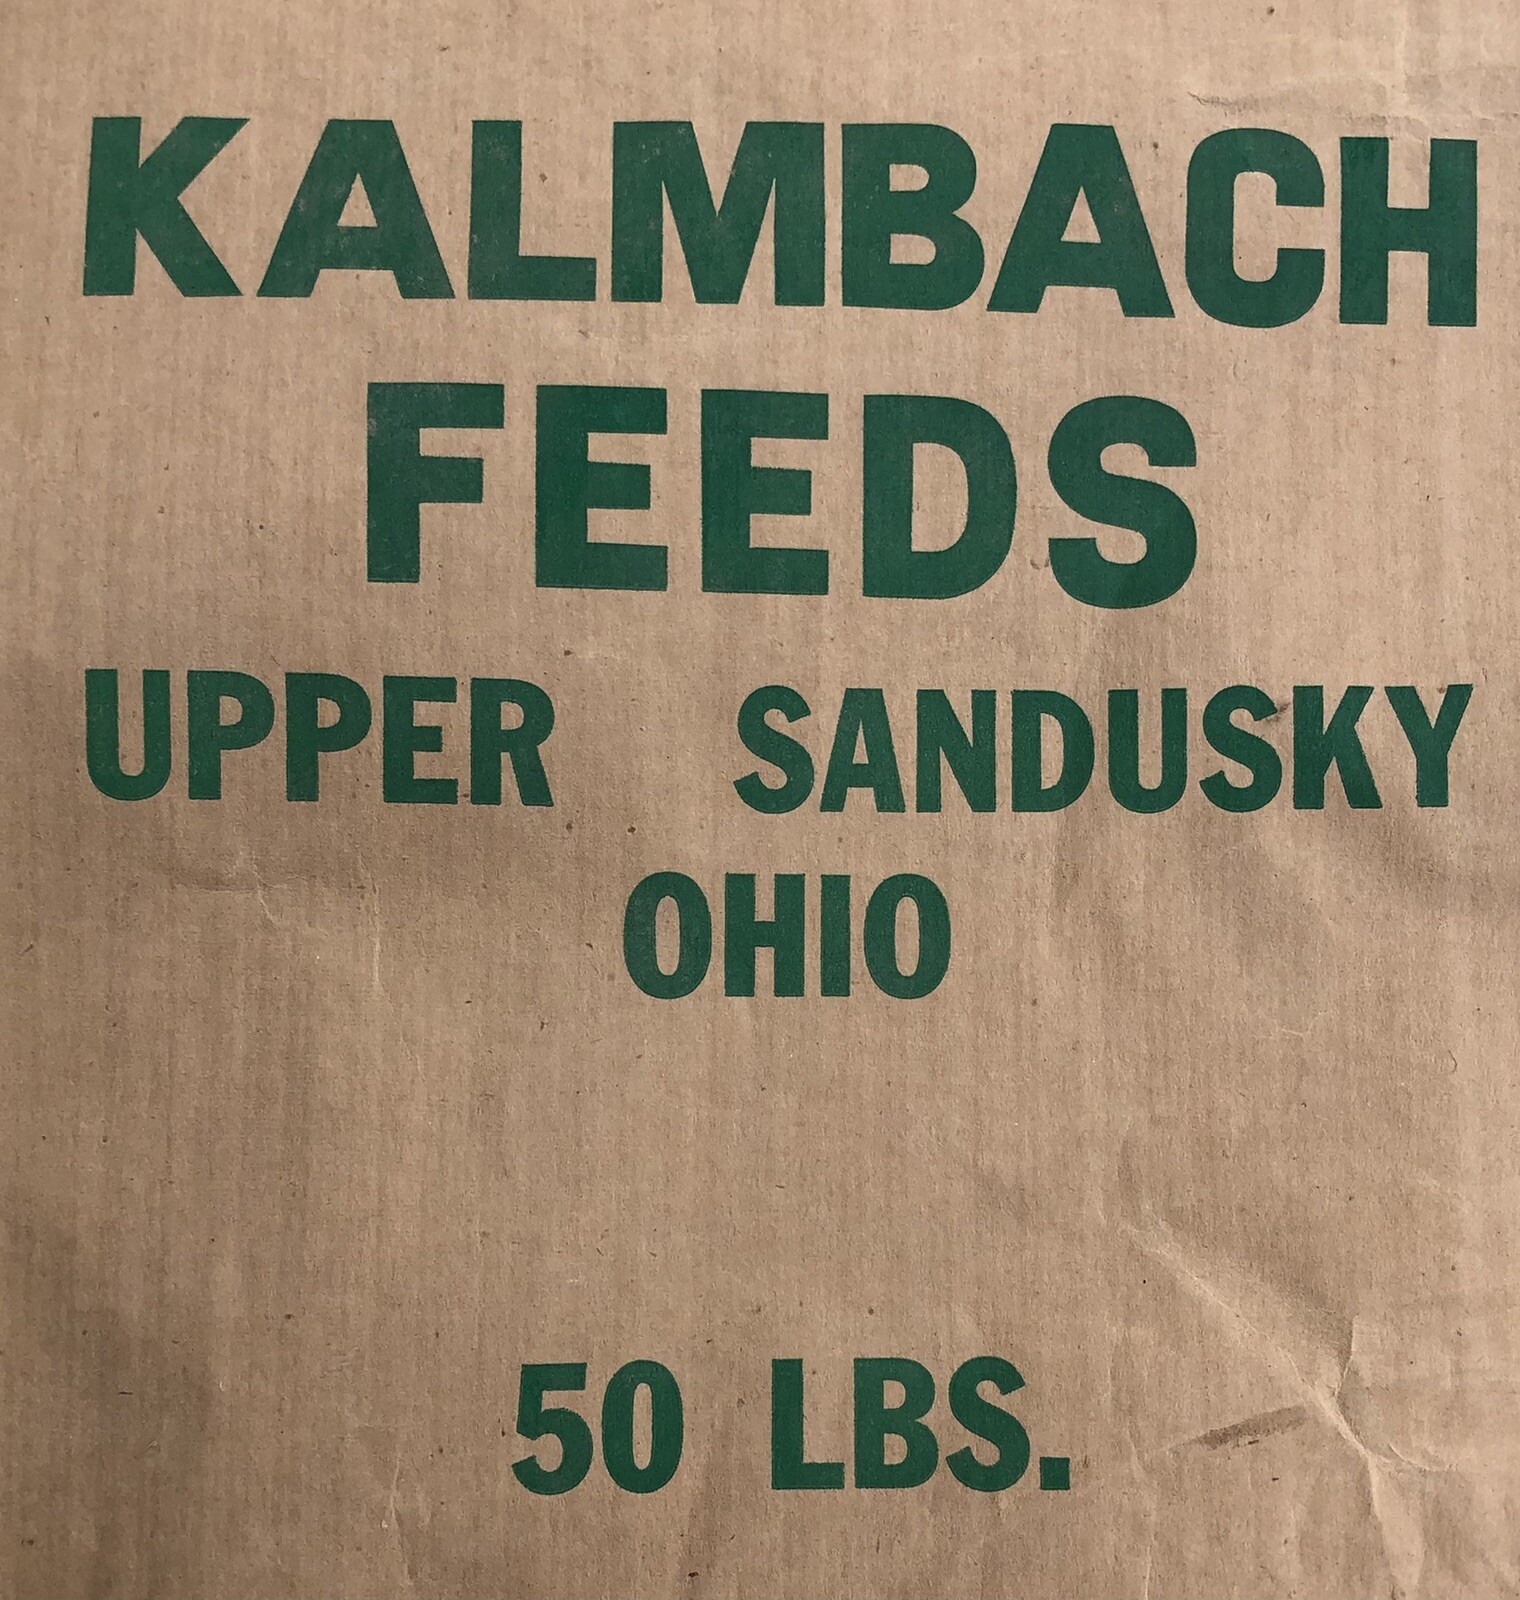 KALMBACH
FEEDS
UPPER SANDUSKY
OHIO
50 LBS.